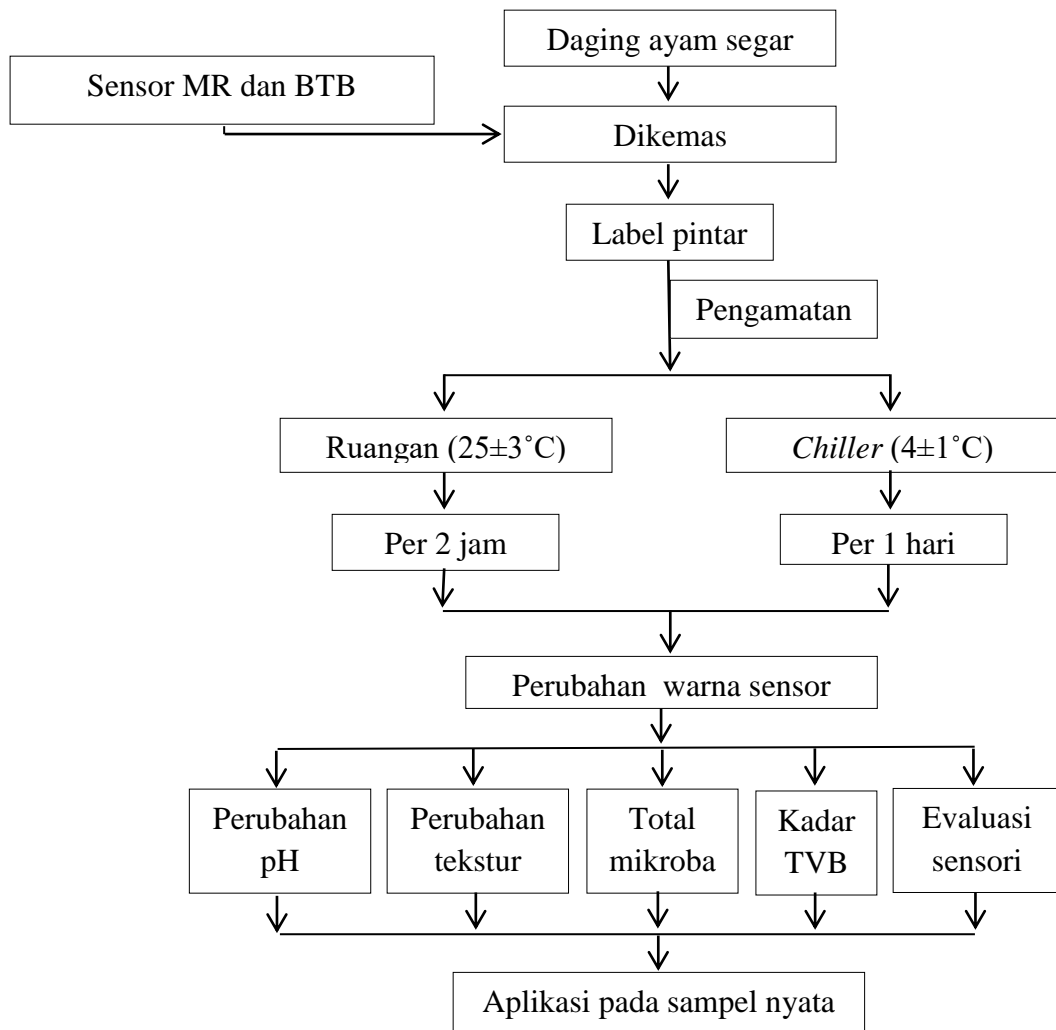 Daging ayam segar
Sensor MR dan BTB
Dikemas
Label pintar
Pengamatan
Ruangan (25±3˚C)
Chiller (4±1˚C)
Per 2 jam
Per 1 hari
Perubahan warna sensor
Perubahan
pH
Perubahan
tekstur
Total
mikroba
Kadar
TVB
Evaluasi
sensori
Aplikasi pada sampel nyata